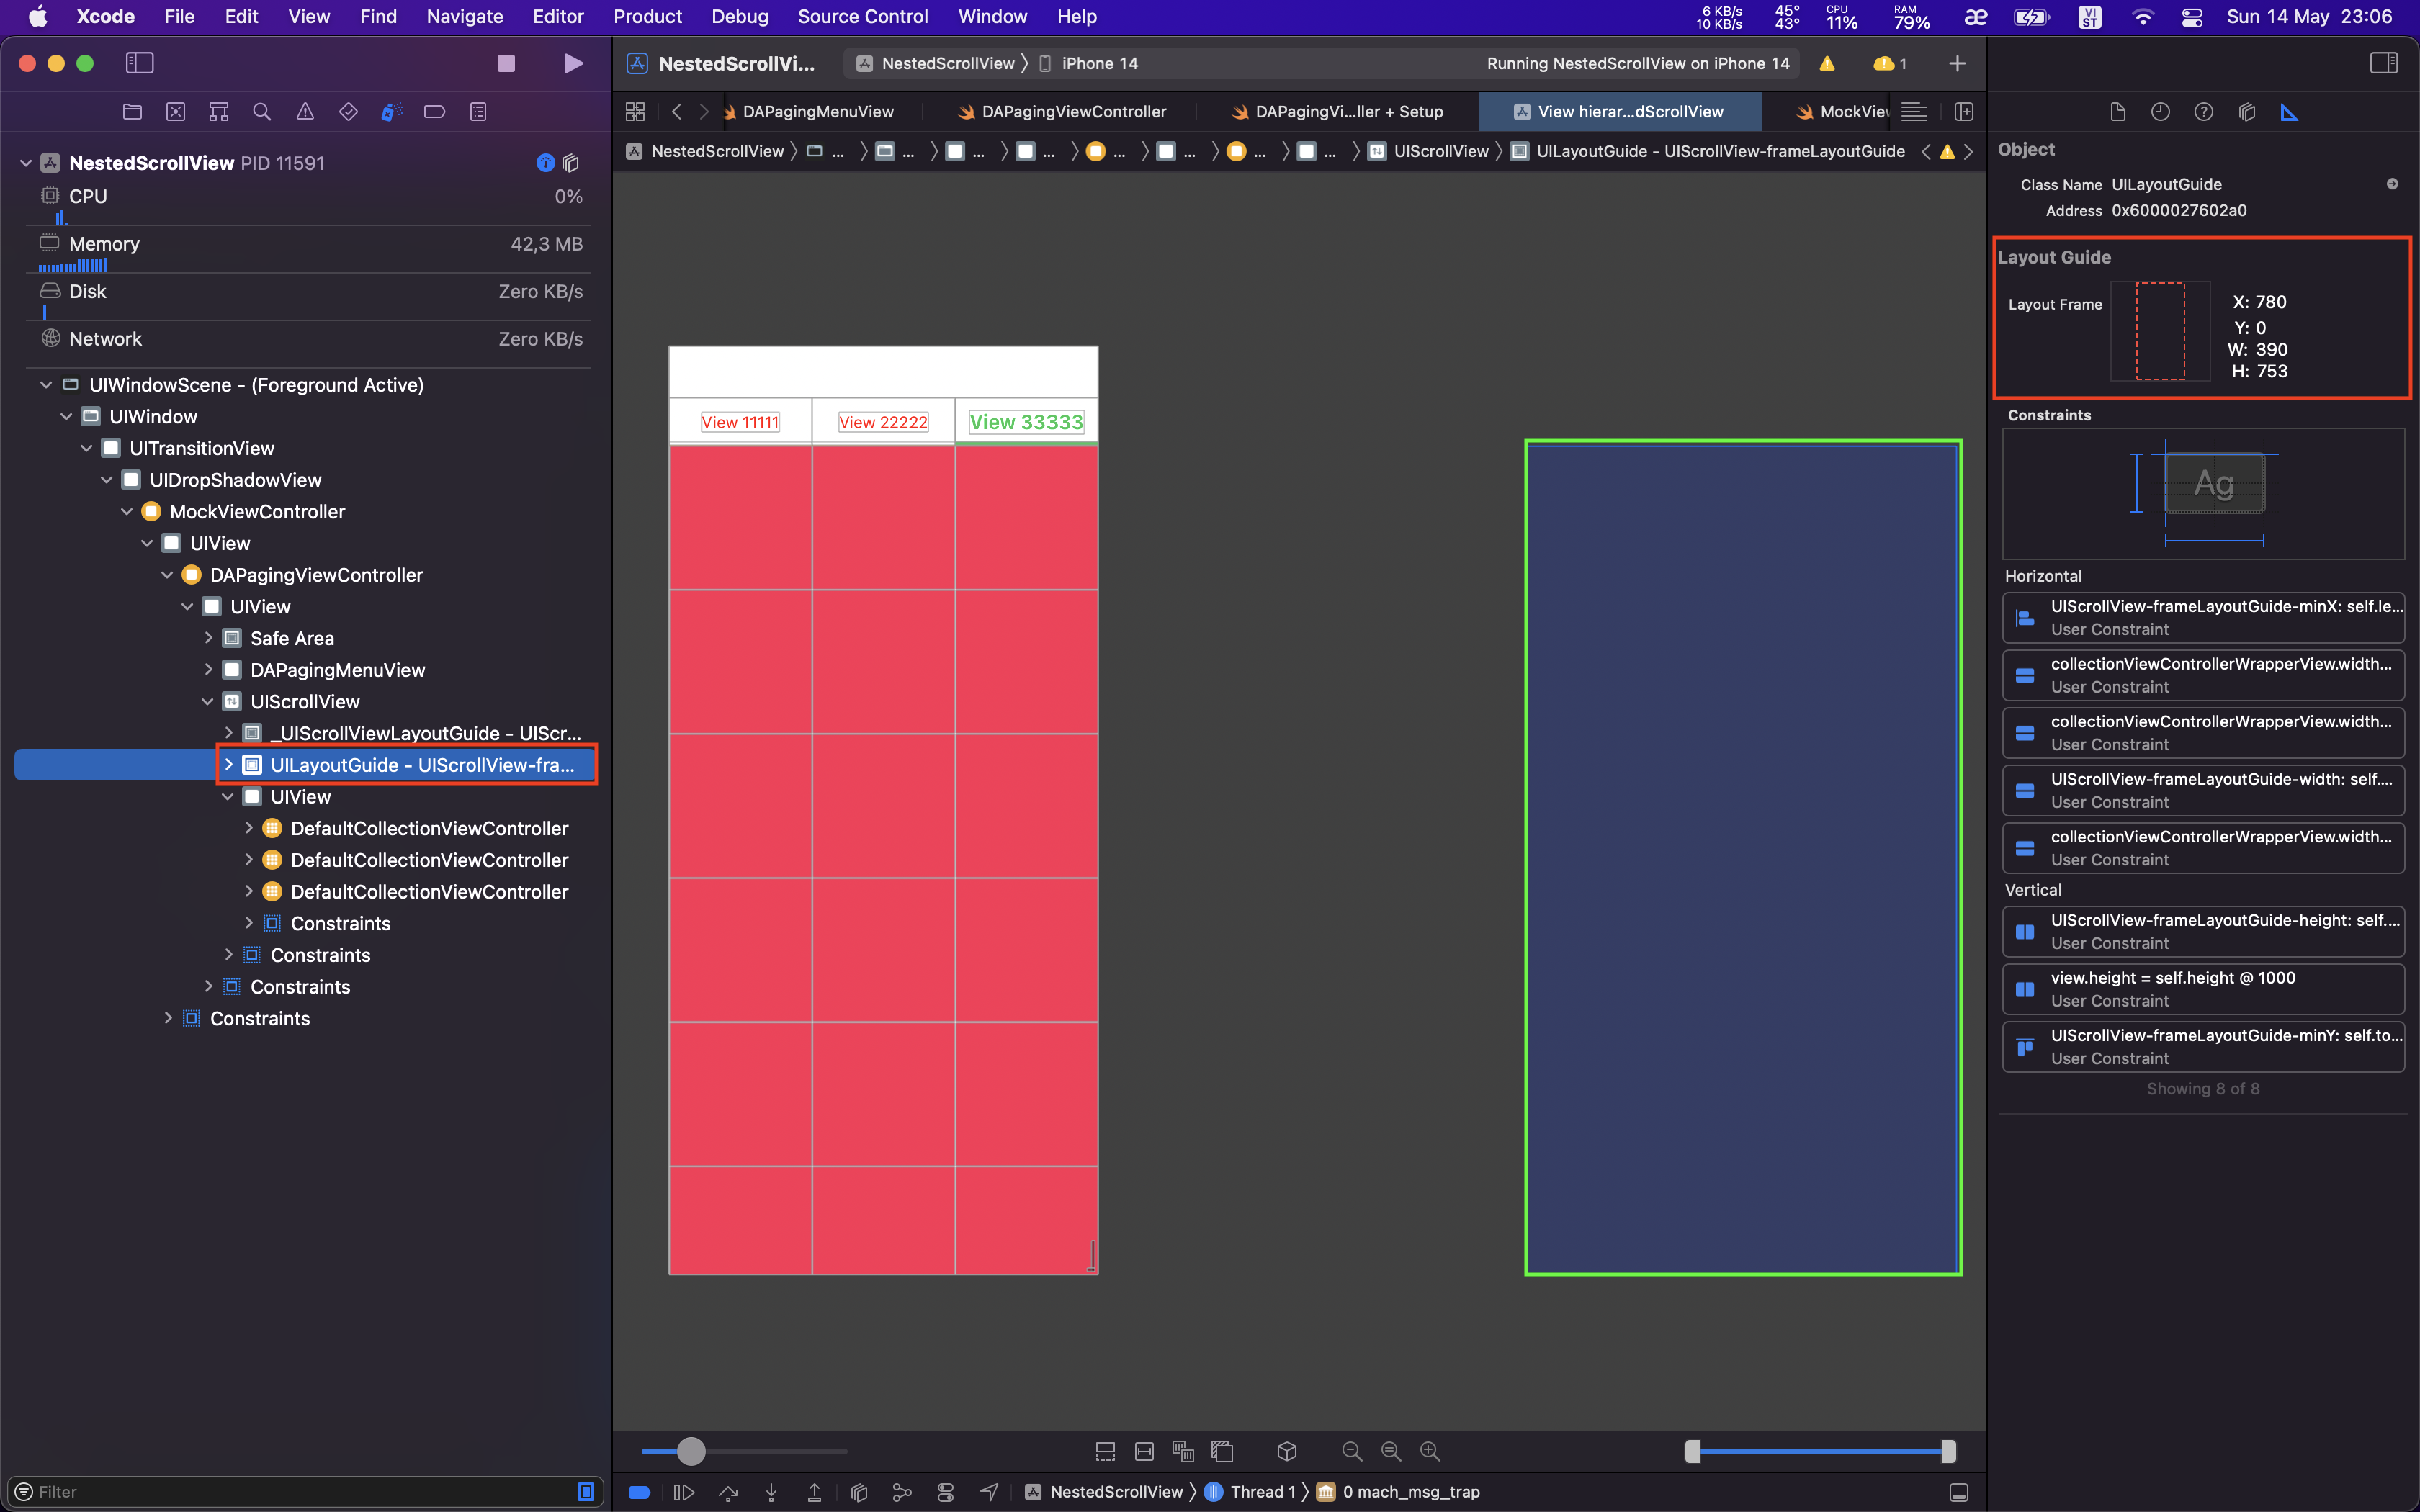 Xcode File Edit View Find Navigate Editor Product Debug Source Control Window Help
6 KB/s
10 KB/s
45°
43°
CPU
11%
RAM
79%
VI
ST
Sun 14 May 23:06
NestedScrollVi...
NestedScrollView iPhone 14
Running NestedScrollView on iPhone 14
1
DAPagingMenuView
DAPagingViewController
DAPagingVi...ller + Setup
View hierar...dScrollView
MockViev
NestedScrollView ... ... ... ... ... ... ... ... UIScrollView UILayoutGuide - UIScrollView-frameLayoutGuide
NestedScrollView PID 11591
CPU 0%
Memory 42,3 MB
Disk Zero KB/s
Network Zero KB/s
UIWindowScene - (Foreground Active)
UIWindow
UITransitionView
UIDropShadowView
MockViewController
UIView
DAPagingViewController
UIView
Safe Area
DAPagingMenuView
UIScrollView
_UIScrollViewLayoutGuide - UIScr...
UILayoutGuide - UIScrollView-fra...
UIView
DefaultCollectionViewController
DefaultCollectionViewController
DefaultCollectionViewController
Constraints
Constraints
Constraints
Constraints
Filter
View 11111
View 22222
View 33333
NestedScrollView Thread 1 0 mach_msg_trap
Object
Class Name UILayoutGuide
Address 0x6000027602a0
Layout Guide
Layout Frame
X: 780
Y: 0
W: 390
H: 753
Constraints
Ag
Horizontal
UIScrollView-frameLayoutGuide-minX: self.le...
User Constraint
collectionViewControllerWrapperView.width...
User Constraint
collectionViewControllerWrapperView.width...
User Constraint
UIScrollView-frameLayoutGuide-width: self....
User Constraint
collectionViewControllerWrapperView.width...
User Constraint
Vertical
UIScrollView-frameLayoutGuide-height: self....
User Constraint
view.height = self.height @ 1000
User Constraint
UIScrollView-frameLayoutGuide-minY: self.to...
User Constraint
Showing 8 of 8